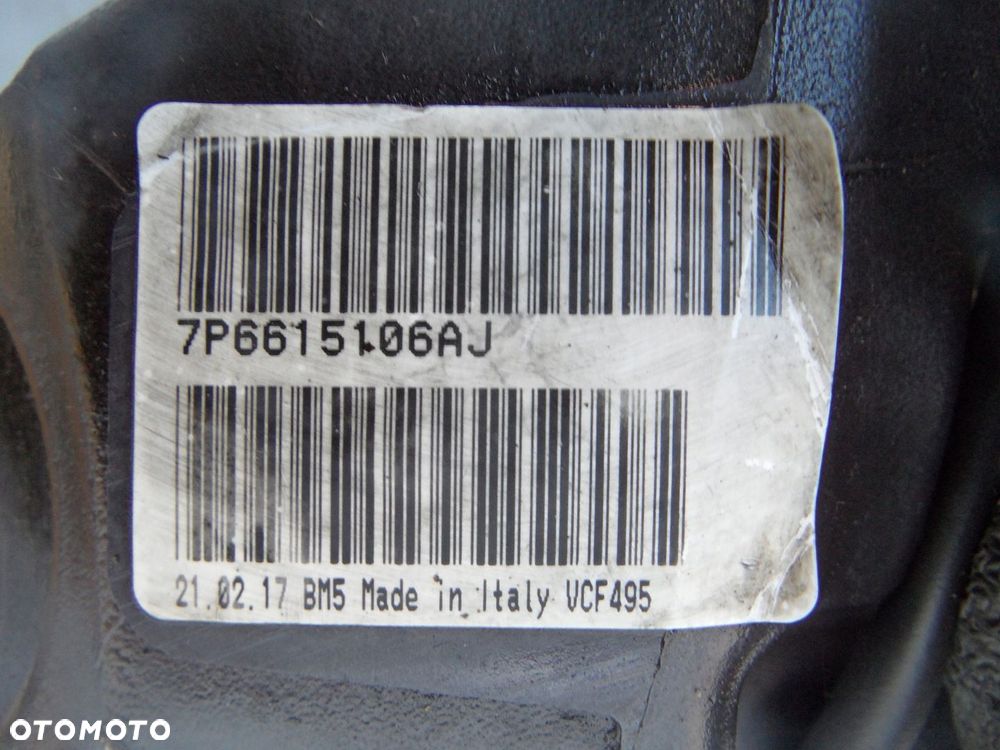 7P6615106AJ
21.02.17 BM5 Made in Italy VCF495
OTOMOTO